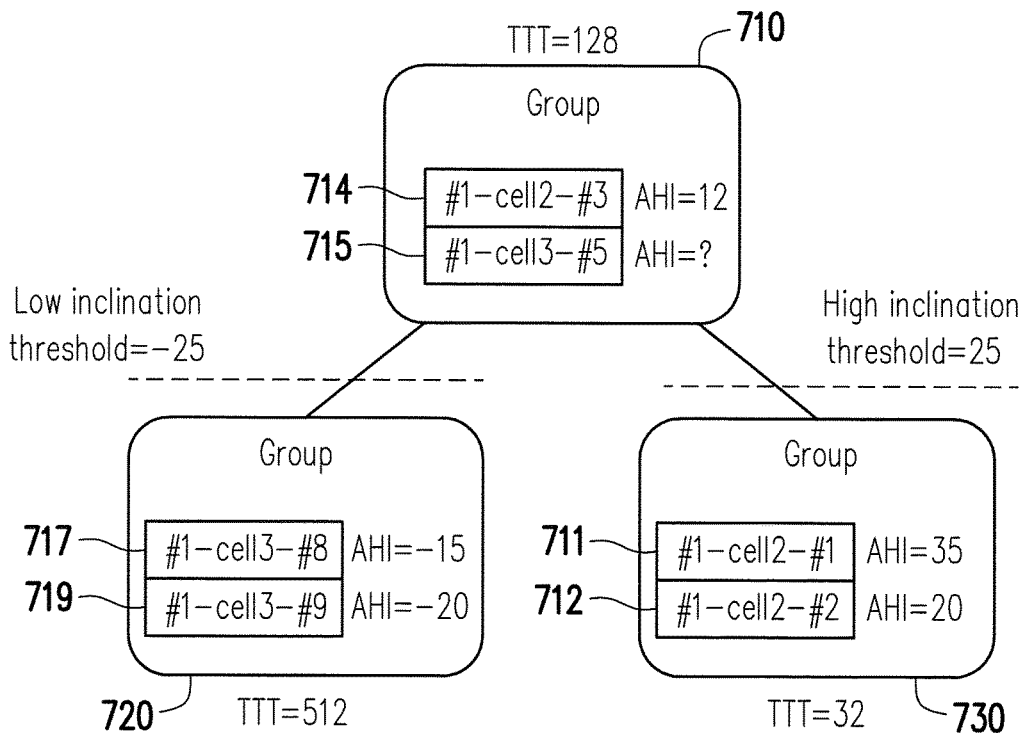 TTT=128
710
Group
714
#1-cell2-#3
AHI=12
715
#1-cell3-#5
AHI=?
Low inclination
threshold=-25
High inclination
threshold=25
Group
717
#1-cell3-#8
AHI=-15
719
#1-cell3-#9
AHI=-20
720
TTT=512
Group
711
#1-cell2-#1
AHI=35
712
#1-cell2-#2
AHI=20
TTT=32
730